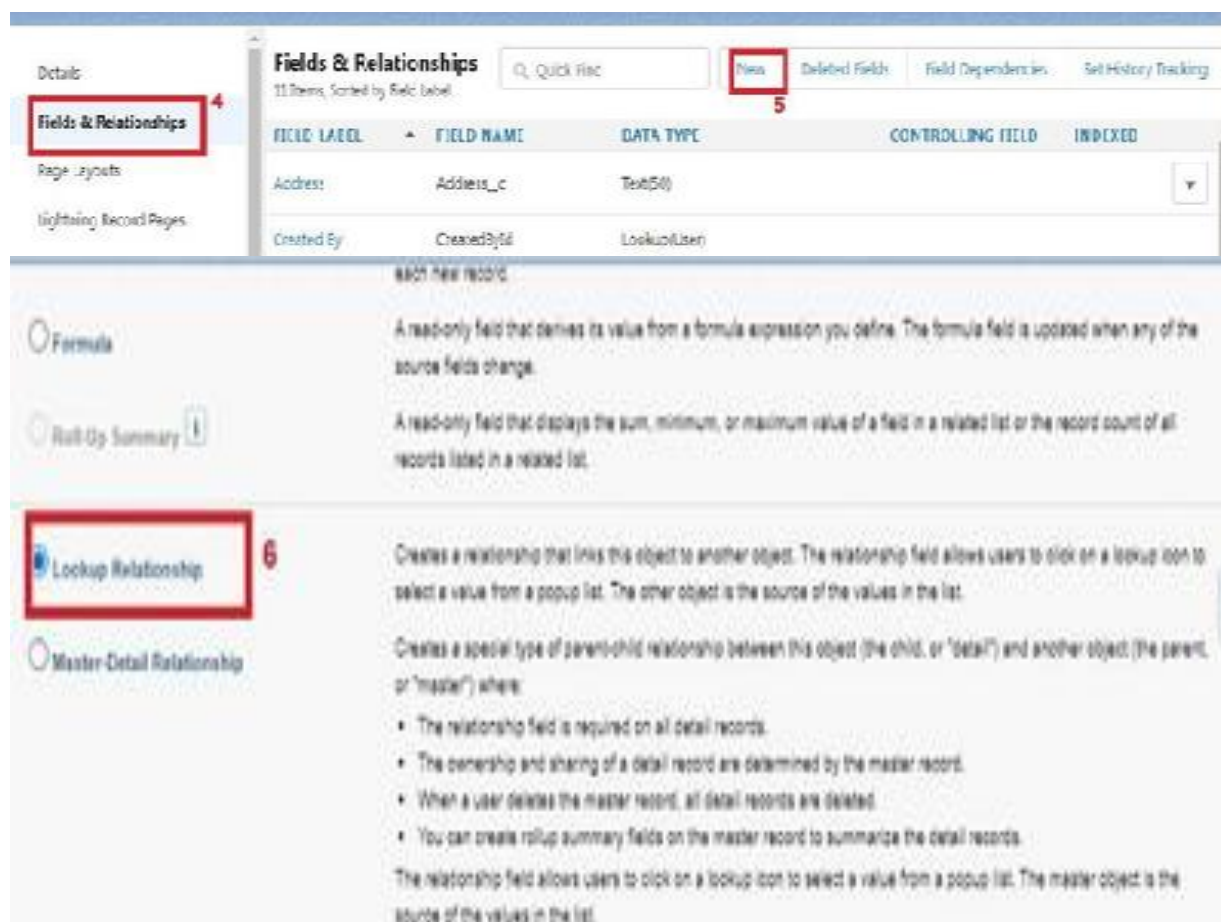 Details
Fields & Relationships
4
Page Layouts
Lightning Record Pages
Fields & Relationships
11 Items, Sorted by Field Label
Quick Find
New
5
Deleted Fields
Field Dependencies
Set History Tracking
FIELD LABEL FIELD NAME DATA TYPE CONTROLLING FIELD INDEXED
Address Address_c Text(50)
Created By CreatedById Lookup(User)
each new record.
Formula
A read-only field that derives its value from a formula expression you define. The formula field is updated when any of the
source fields change.
Roll-Up Summary i
A read-only field that displays the sum, minimum, or maximum value of a field in a related list or the record count of all
records listed in a related list.
Lookup Relationship
6
Creates a relationship that links this object to another object. The relationship field allows users to click on a lookup icon to
select a value from a popup list. The other object is the source of the values in the list.
Master-Detail Relationship
Creates a special type of parent-child relationship between this object (the child, or "detail") and another object (the parent,
or "master") where:
• The relationship field is required on all detail records.
• The ownership and sharing of a detail record are determined by the master record.
• When a user deletes the master record, all detail records are deleted.
• You can create rollup summary fields on the master record to summarize the detail records.
The relationship field allows users to click on a lookup icon to select a value from a popup list. The master object is the
source of the values in the list.